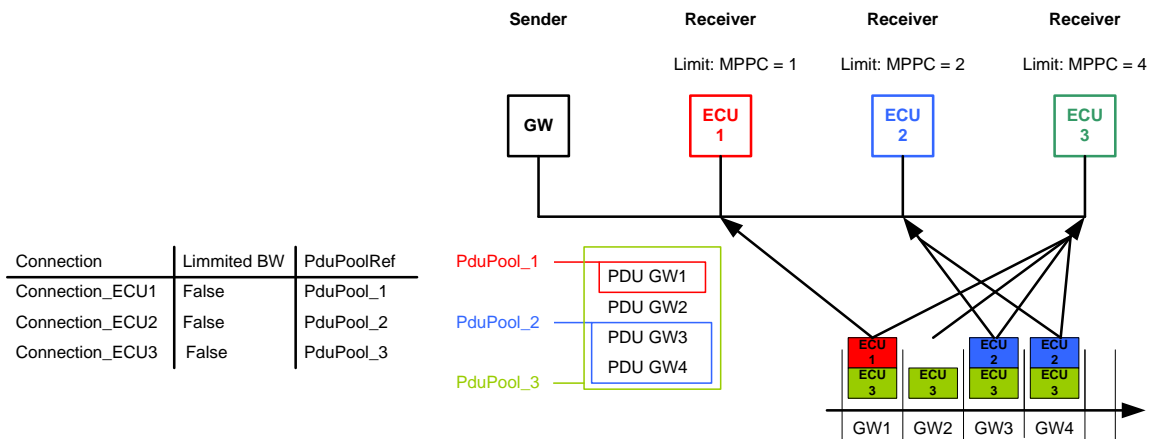 Sender Receiver Receiver Receiver
Limit: MPPC = 1 Limit: MPPC = 2 Limit: MPPC = 4
GW
ECU
1
ECU
2
ECU
3
Connection Limmited BW PduPoolRef
Connection_ECU1 False PduPool_1
Connection_ECU2 False PduPool_2
Connection_ECU3 False PduPool_3
PduPool_1
PduPool_2
PduPool_3
PDU GW1
PDU GW2
PDU GW3
PDU GW4
ECU
1
ECU
3
ECU
3
ECU
2
ECU
3
ECU
2
ECU
3
GW1 GW2 GW3 GW4